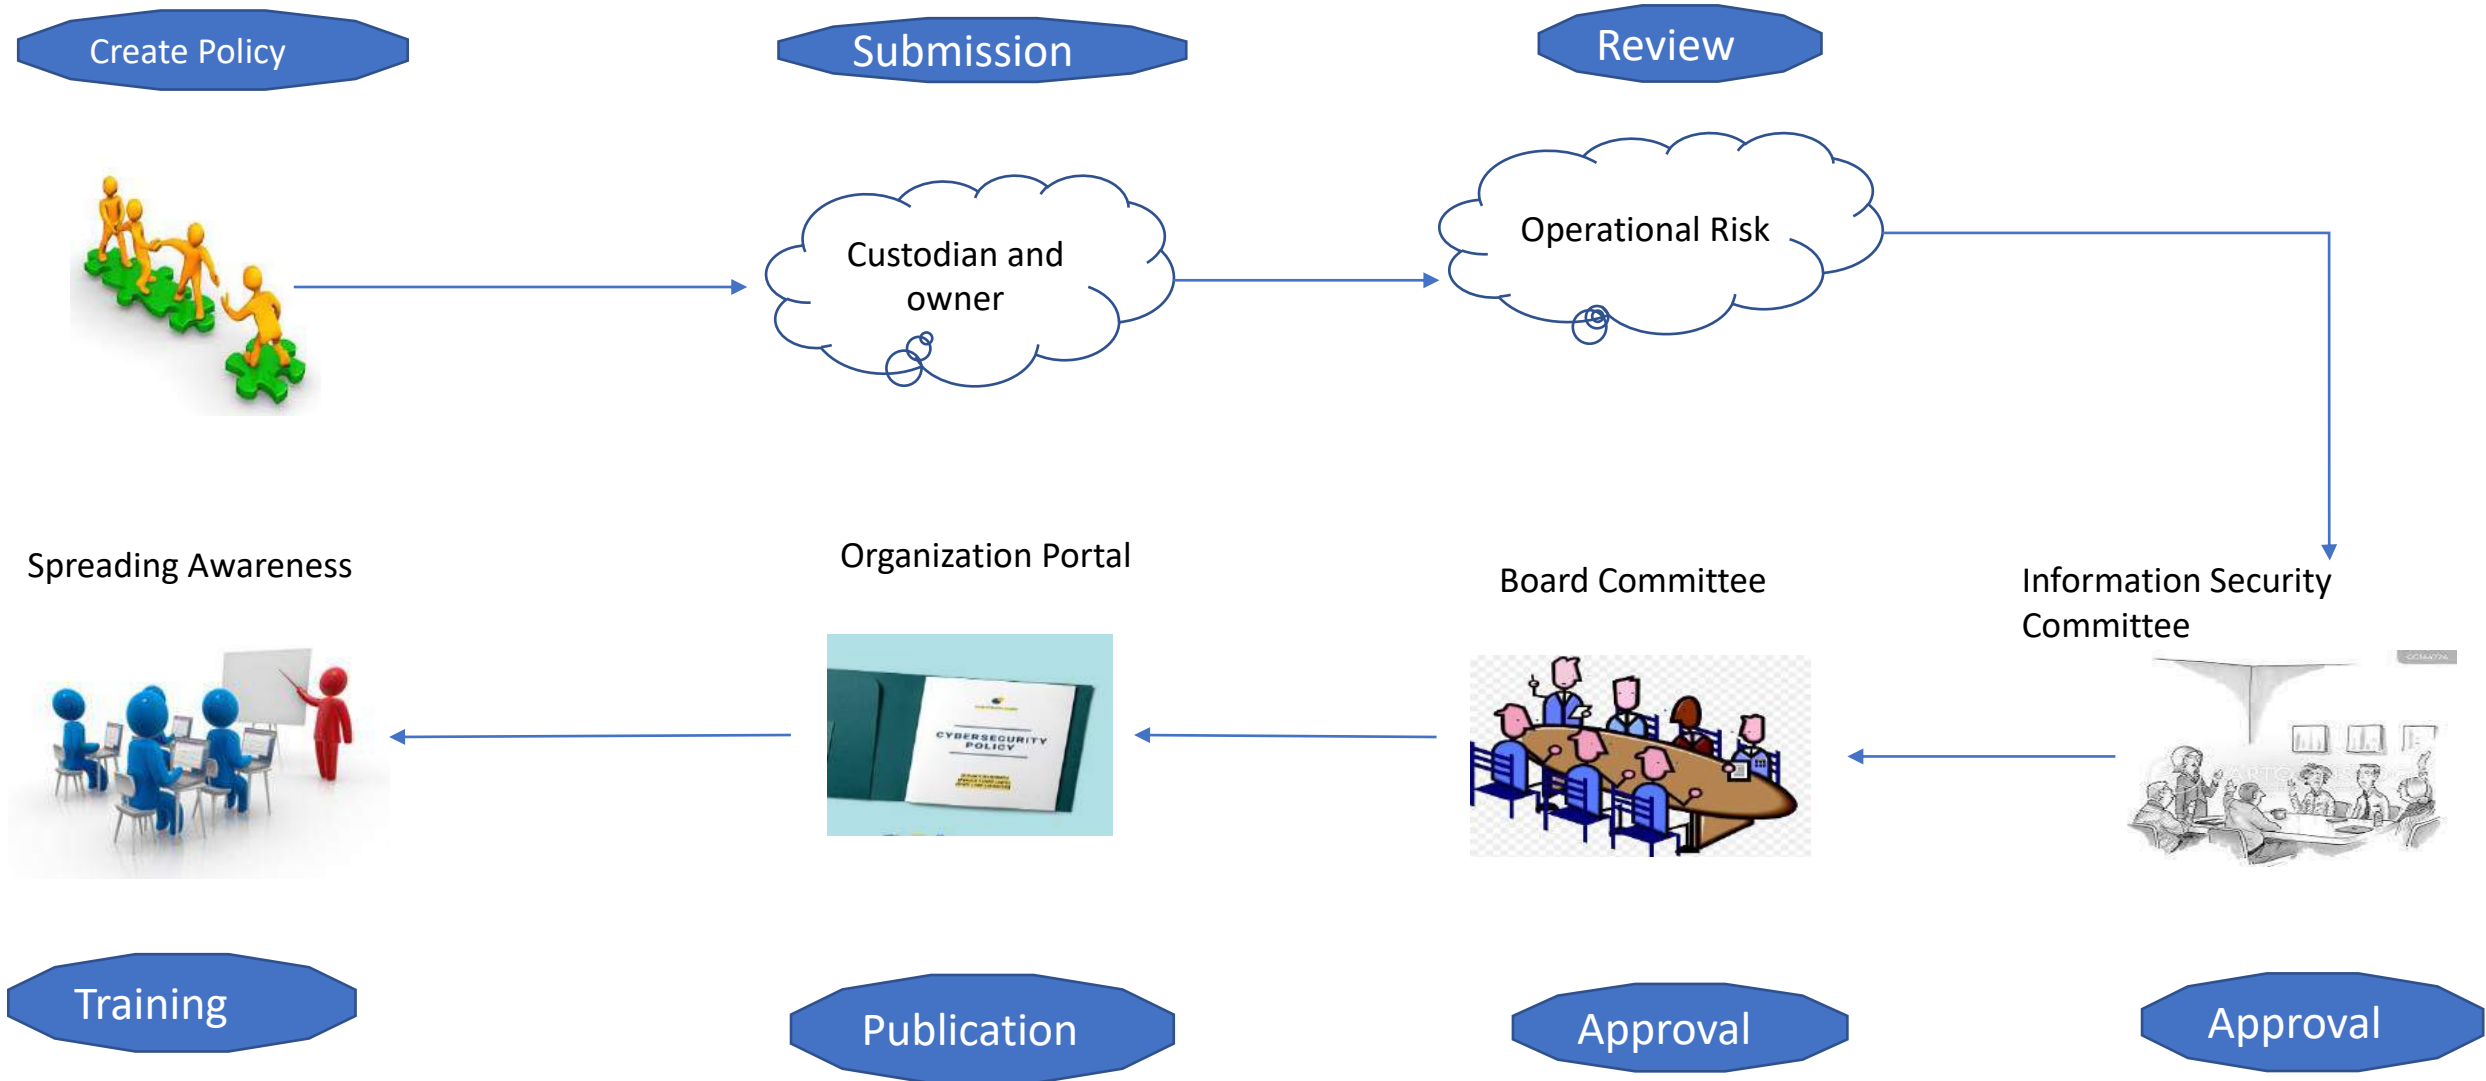 Create Policy
Submission
Review
Custodian and
owner
Operational Risk
Spreading Awareness
Organization Portal
Board Committee
Information Security
Committee
CYBERSECURITY
POLICY
Training
Publication
Approval
Approval